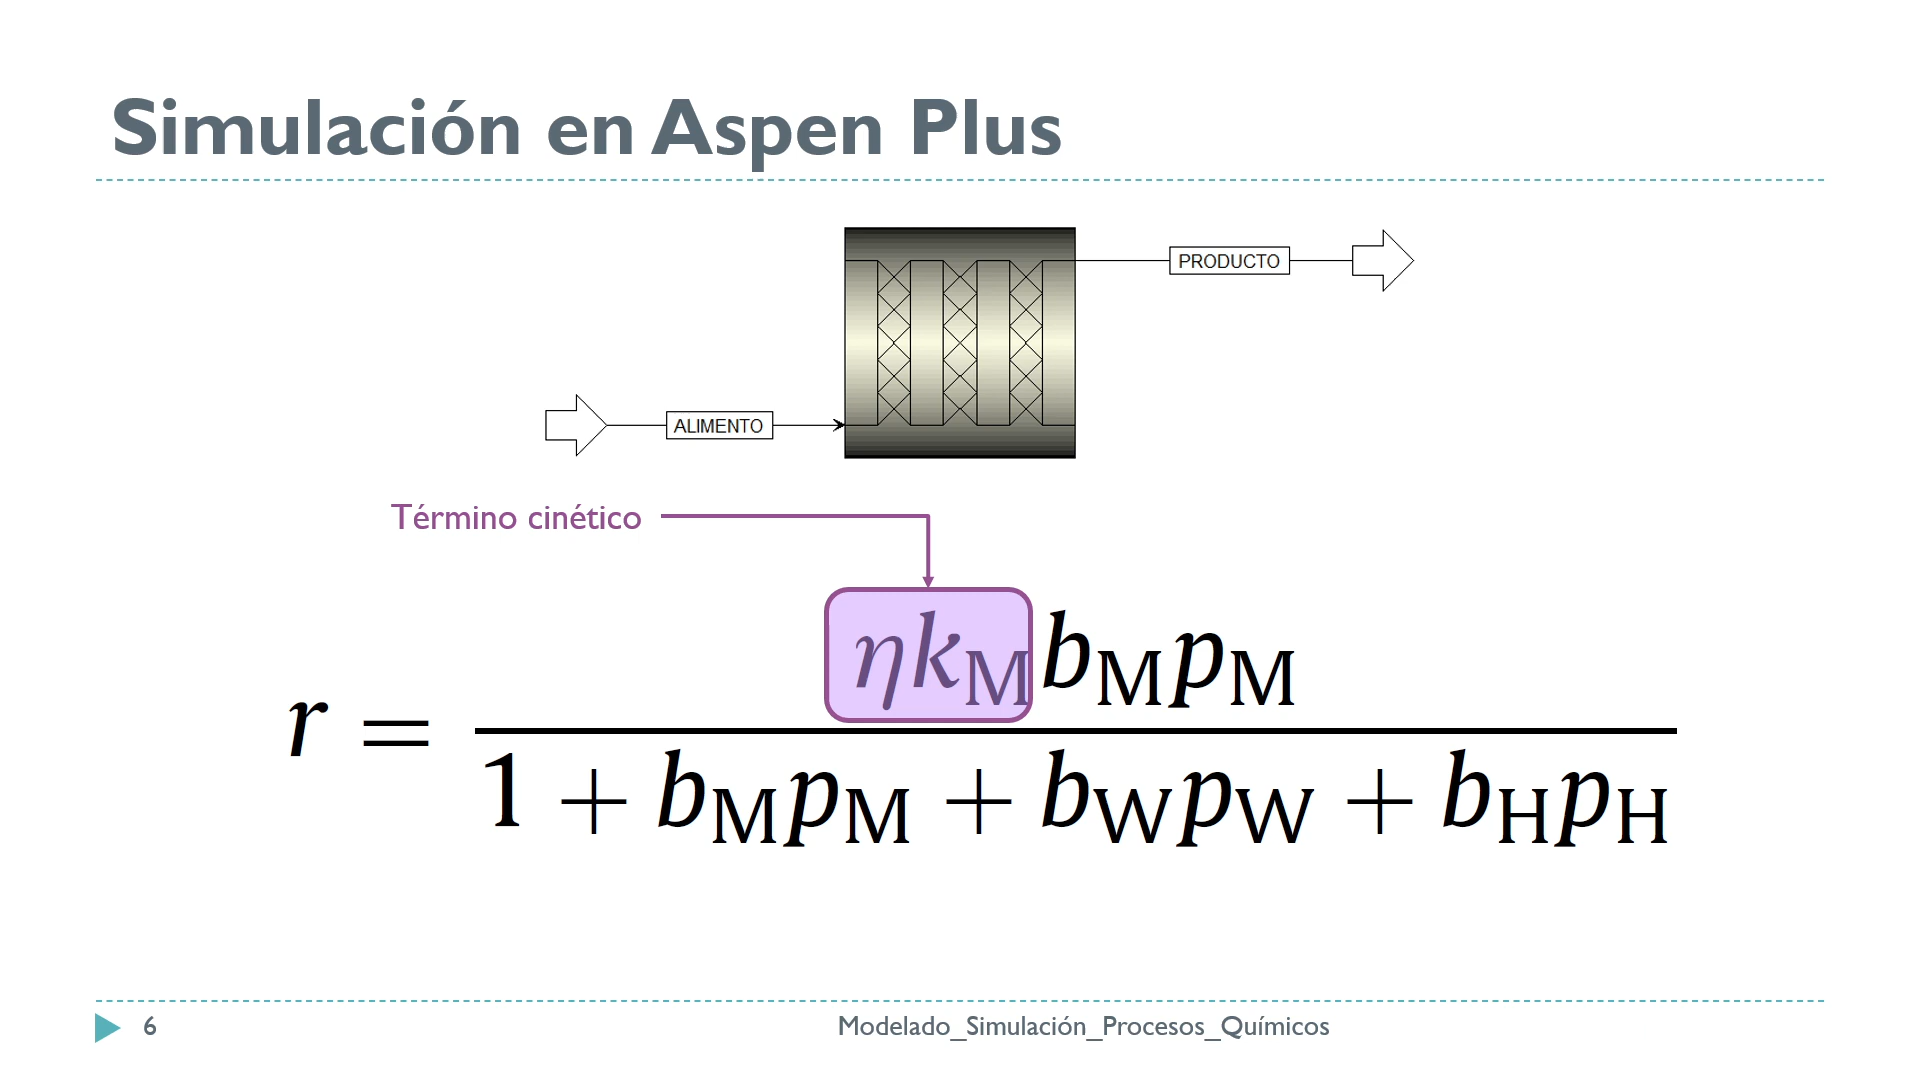 Simulación en Aspen Plus
PRODUCTO
ALIMENTO
Término cinético
ηk_M b_M p_M
r =
1 + b_M p_M + b_W p_W + b_H p_H
6
Modelado_Simulación_Procesos_Químicos